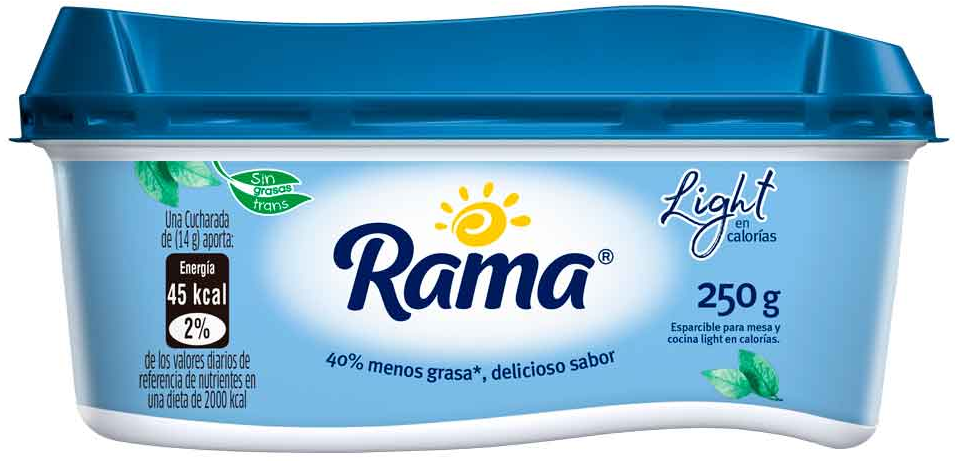 Sin
grasas
trans
Una Cucharada
de (14 g) aporta:
Energía
45 kcal
2%
de los valores diarios de
referencia de nutrientes en
una dieta de 2000 kcal
Rama®
40% menos grasa*, delicioso sabor
Light
en
calorías
250 g
Esparcible para mesa y
cocina light en calorías.